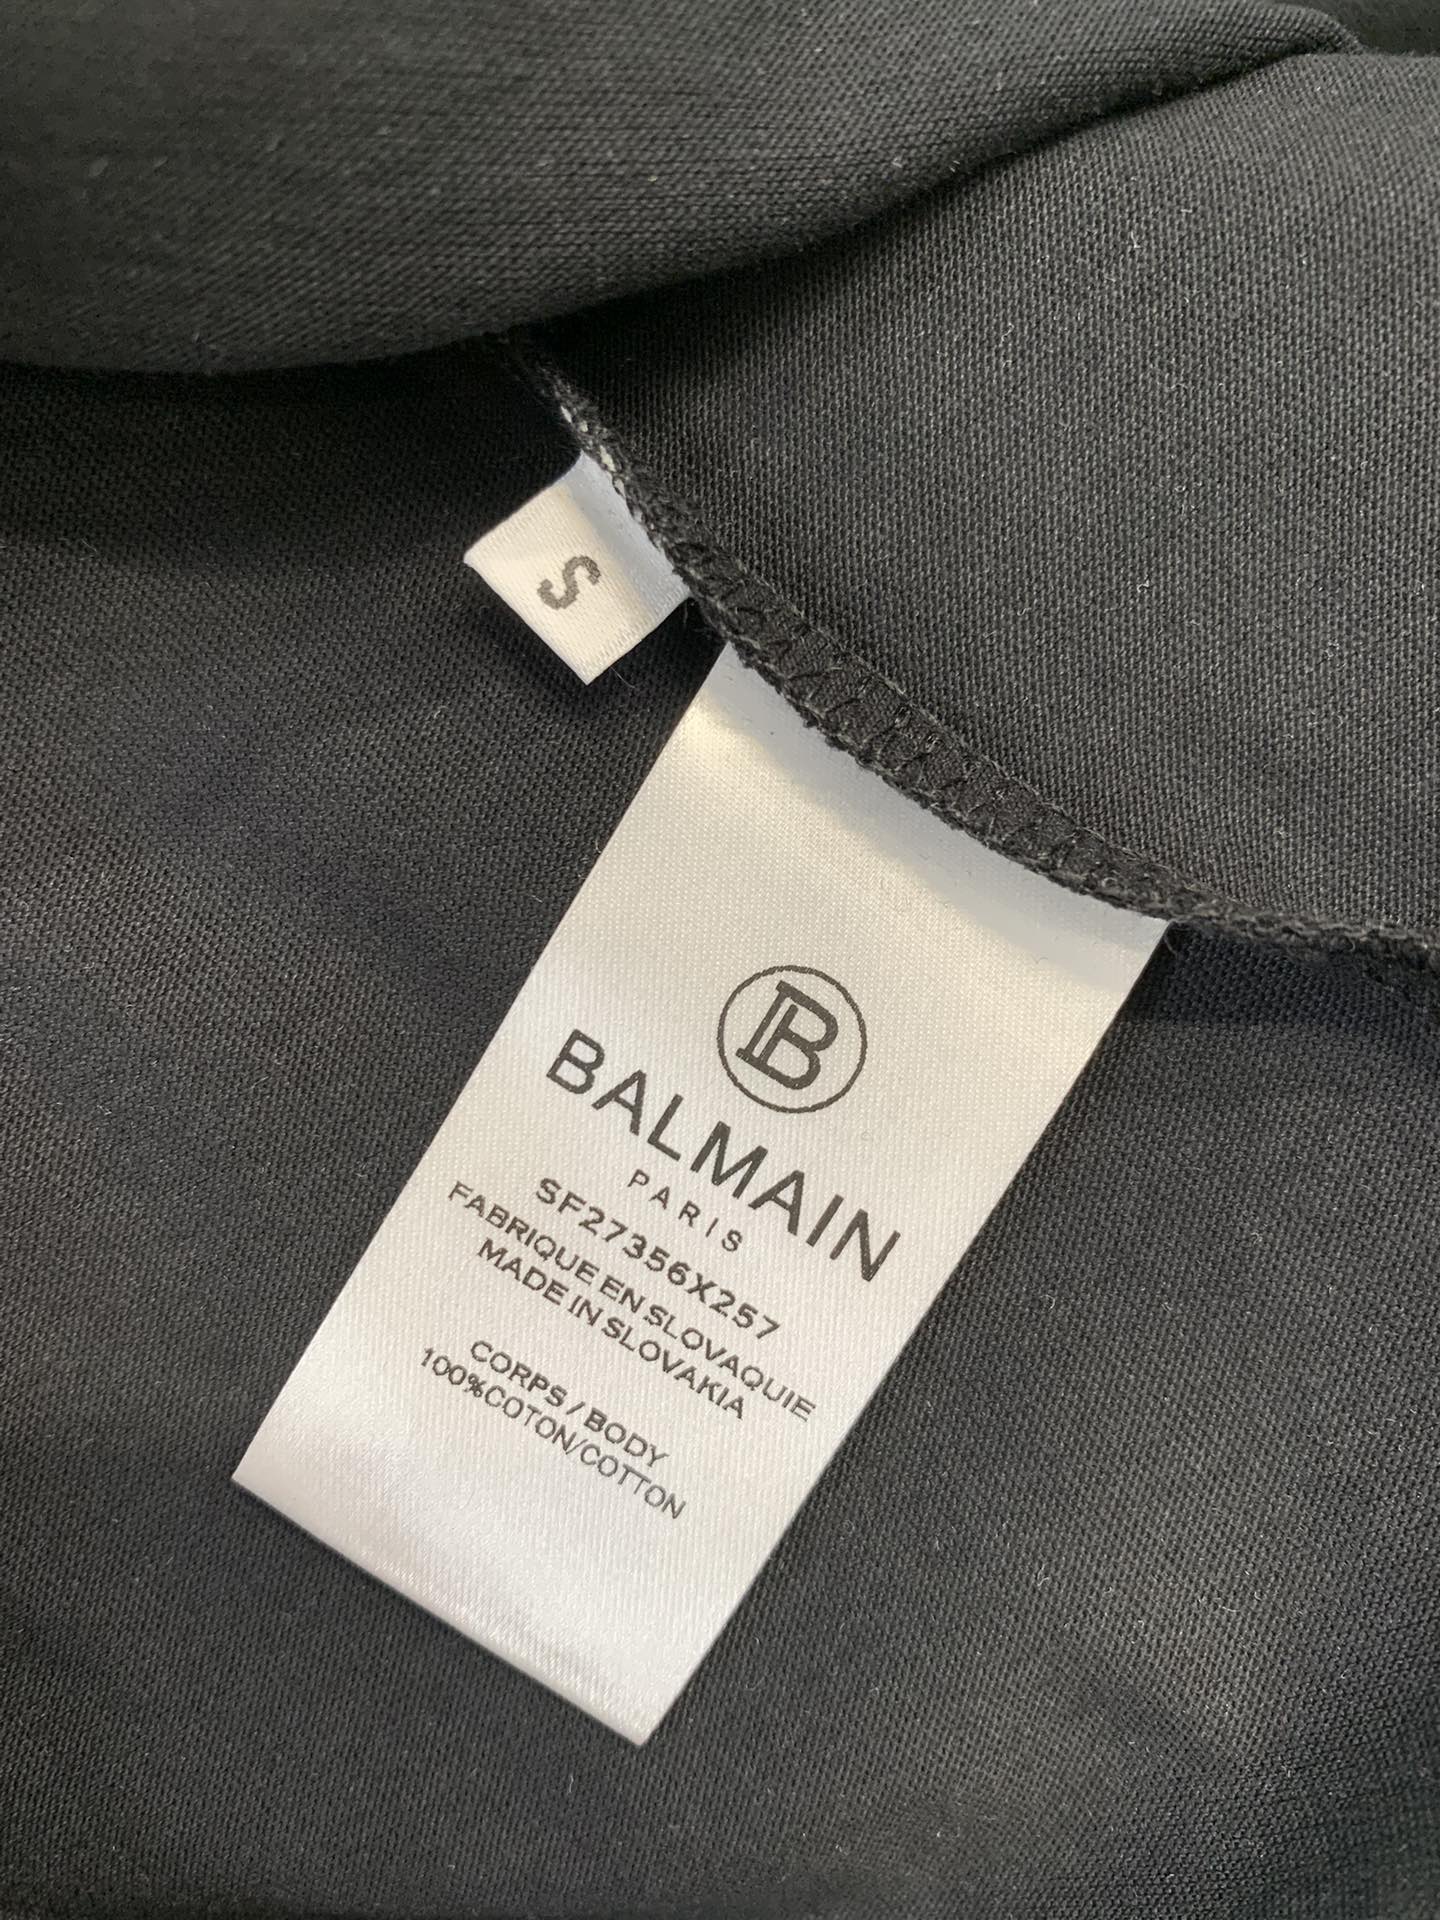 S
B
BALMAIN
PARIS
SF27356X257
FABRIQUE EN SLOVAQUIE
MADE IN SLOVAKIA
CORPS / BODY
100%COTON/COTTON